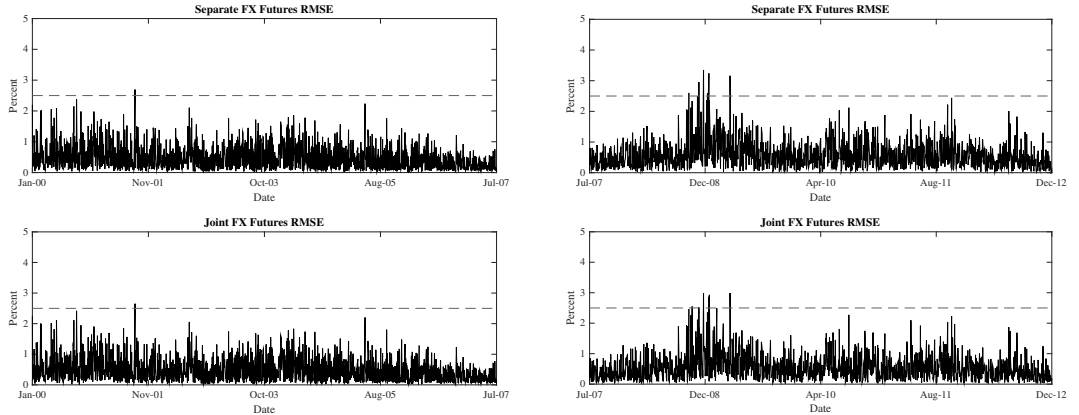 Separate FX Futures RMSE
5
4
3
2
1
0
Percent
Jan-00
Nov-01
Oct-03
Aug-05
Jul-07
Date
Separate FX Futures RMSE
5
4
3
2
1
0
Percent
Jul-07
Dec-08
Apr-10
Aug-11
Dec-12
Date
Joint FX Futures RMSE
5
4
3
2
1
0
Percent
Jan-00
Nov-01
Oct-03
Aug-05
Jul-07
Date
Joint FX Futures RMSE
5
4
3
2
1
0
Percent
Jul-07
Dec-08
Apr-10
Aug-11
Dec-12
Date